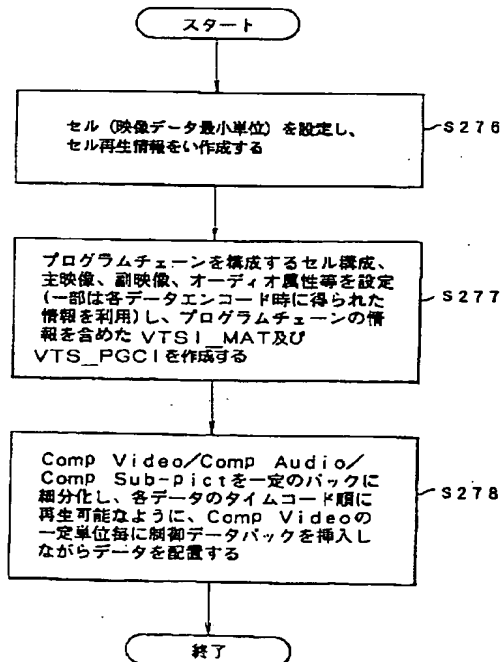 スタート
セル（映像データ最小単位）を設定し、
セル再生情報をい作成する
S276
プログラムチェーンを構成するセル構成、
主映像、副映像、オーディオ属性等を設定
(一部は各データエンコード時に得られた
情報を利用)し、プログラムチェーンの情
報を含めた VTSI_MAT及び
VTS_PGCIを作成する
S277
Comp Video/Comp Audio/
Comp Sub-pictを一定のパックに
細分化し、各データのタイムコード順に
再生可能なように、Comp Videoの
一定単位毎に制御データパックを挿入し
ながらデータを配置する
S278
終了